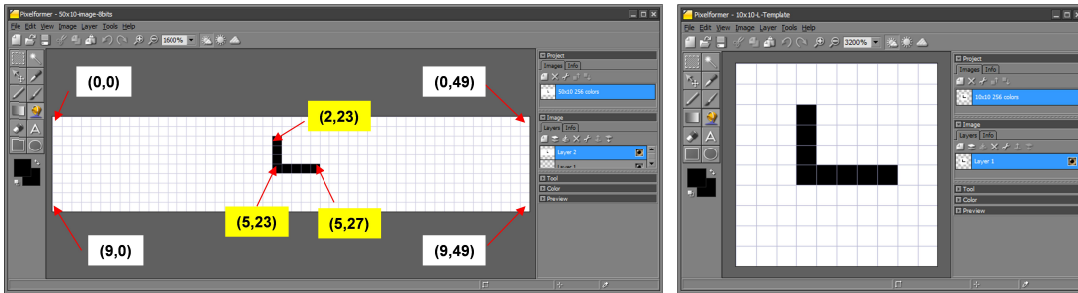 Pixelformer - 50x10-image-8bits
File Edit View Image Layer Tools Help
1600%
(0,0)
(0,49)
(2,23)
(5,23)
(5,27)
(9,0)
(9,49)
Project
Images Info
50x10 256 colors
Image
Layers Info
Layer 2
Layer 1
Tool
Color
Preview
Pixelformer - 10x10-L-Template
File Edit View Image Layer Tools Help
3200%
Project
Images Info
10x10 256 colors
Image
Layers Info
Layer 1
Tool
Color
Preview